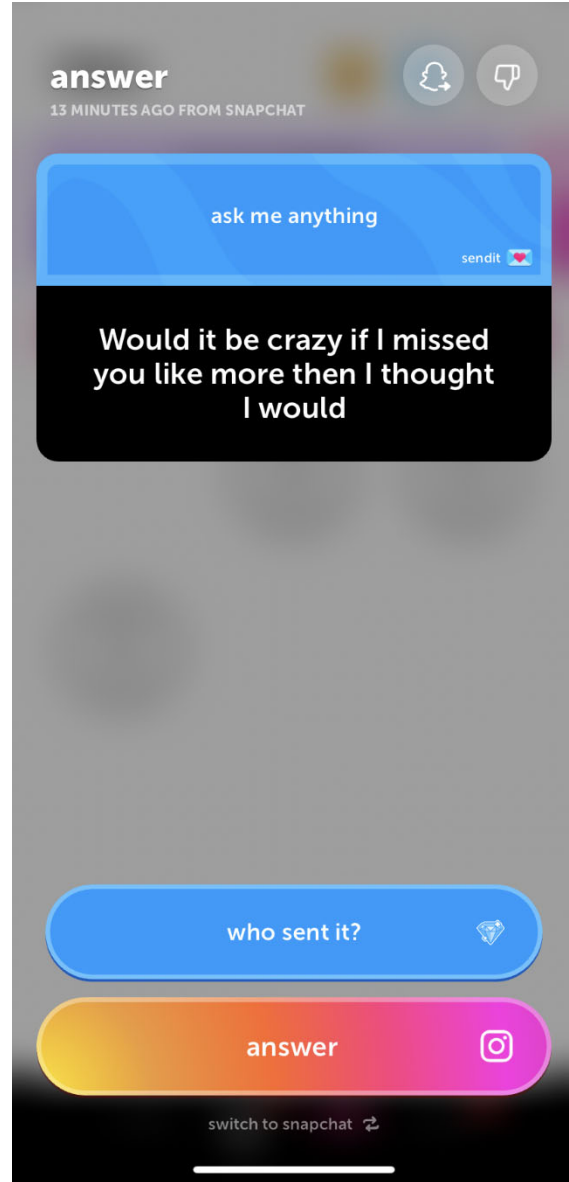 answer
13 MINUTES AGO FROM SNAPCHAT
ask me anything
sendit
Would it be crazy if I missed
you like more then I thought
I would
who sent it?
answer
switch to snapchat